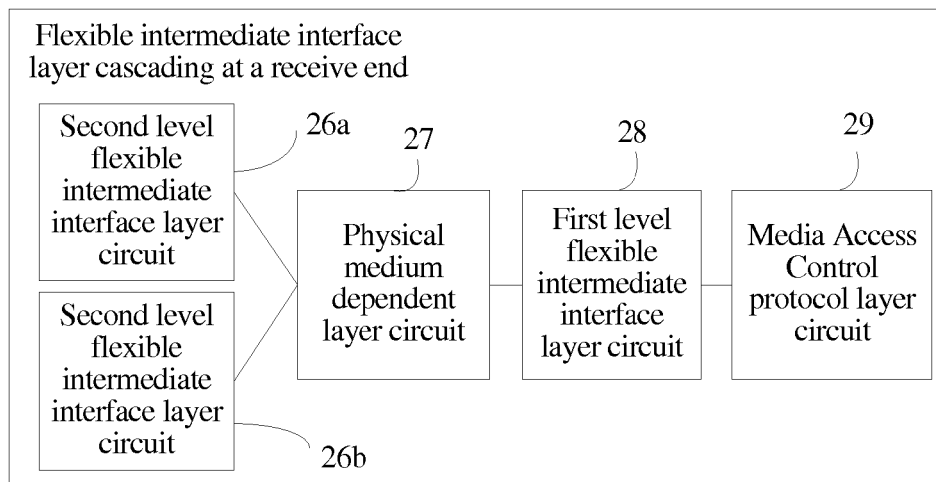 Flexible intermediate interface
layer cascading at a receive end
Second level
flexible
intermediate
interface layer
circuit
26a
27
28
29
Physical
medium
dependent
layer circuit
First level
flexible
intermediate
interface
layer circuit
Media Access
Control
protocol layer
circuit
Second level
flexible
intermediate
interface layer
circuit
26b